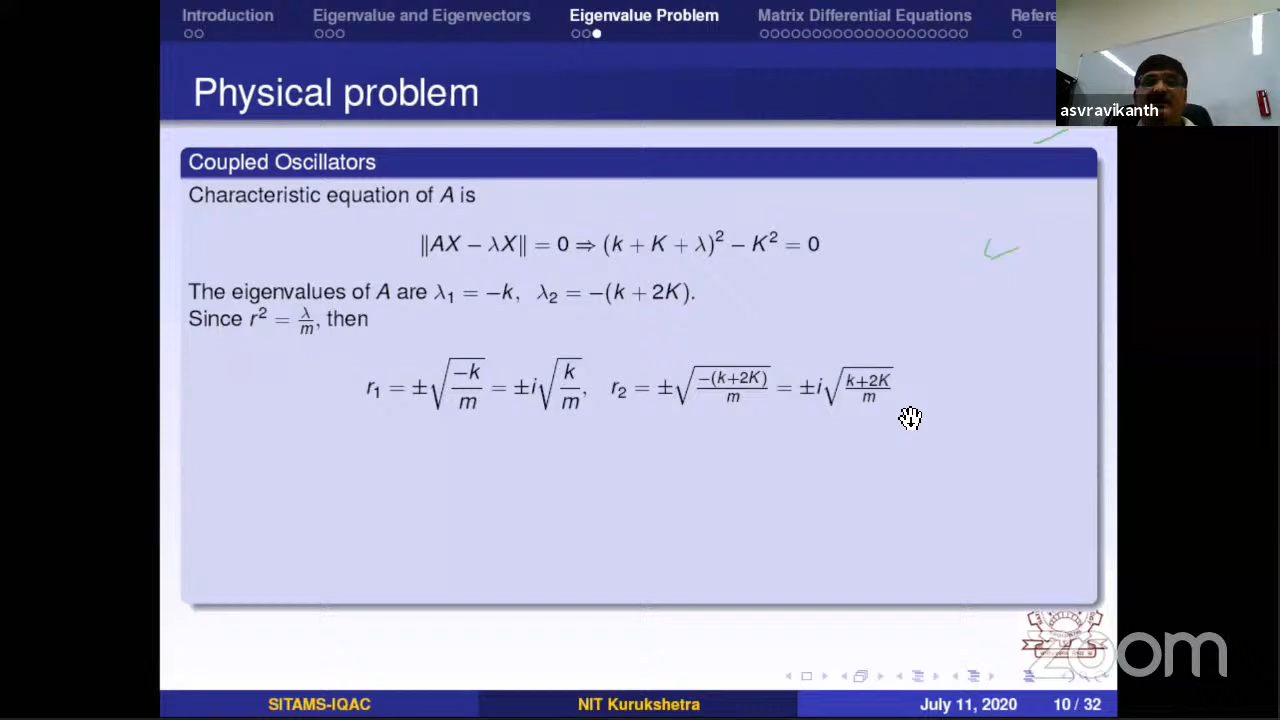 Introduction Eigenvalue and Eigenvectors Eigenvalue Problem Matrix Differential Equations Refere
asvravikanth
Physical problem
Coupled Oscillators
Characteristic equation of A is
‖AX − λX‖ = 0 ⇒ (k + K + λ)² − K² = 0
The eigenvalues of A are λ₁ = −k, λ₂ = −(k + 2K).
Since r² = λ/m, then
r₁ = ±√(−k/m) = ±i√(k/m), r₂ = ±√(−(k+2K)/m) = ±i√((k+2K)/m)
zoom
SITAMS-IQAC NIT Kurukshetra July 11, 2020 10 / 32